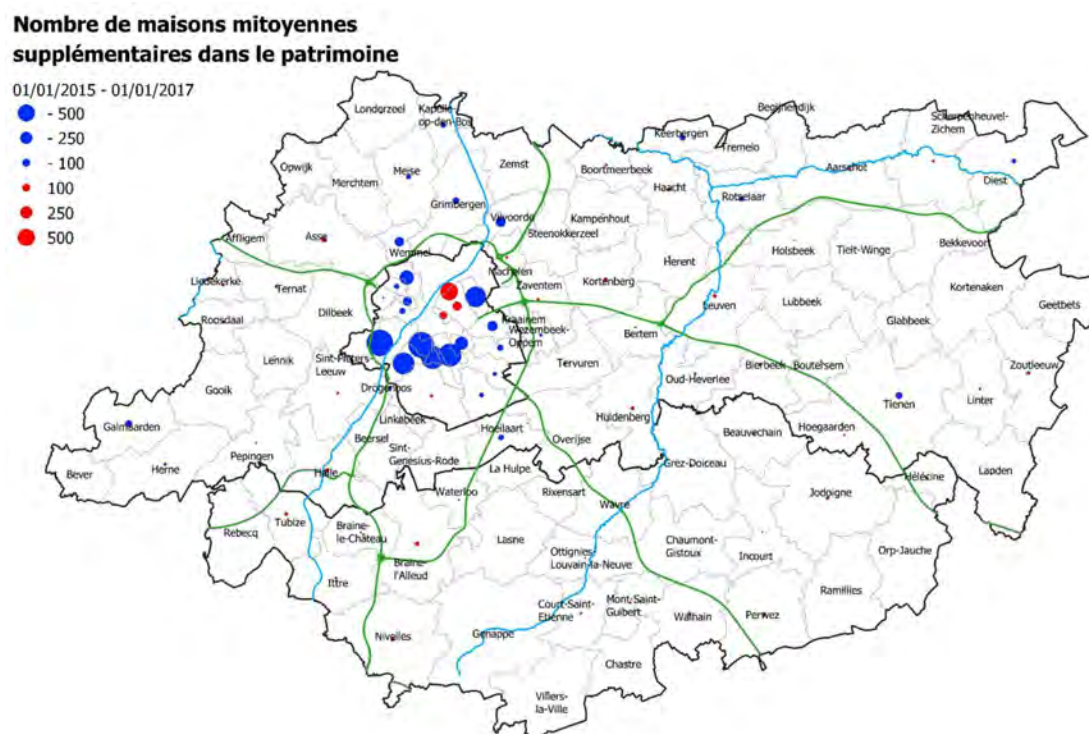 Nombre de maisons mitoyennes
supplémentaires dans le patrimoine
01/01/2015 - 01/01/2017
- 500
- 250
- 100
100
250
500
Londerzeel
Kapelle-
op-den-Bos
Begijnendijk
Scherpenheuvel-
Zichem
Keerbergen
Tremelo
Zemst
Opwijk
Boortmeerbeek
Aarschot
Meise
Merchtem
Haacht
Diest
Rotselaar
Grimbergen
Vilvoorde
Kampenhout
Steenokkerzeel
Affligem
Asse
Wemmel
Holsbeek
Tielt-Winge
Bekkevoort
Herent
Machelen
Liedekerke
Ternat
Zaventem
Kortenberg
Kortenaken
Leuven
Lubbeek
Geetbets
Roosdaal
Dilbeek
Glabbeek
Kraainem
Wezembeek-
Oppem
Bertem
Lennik
Sint-Pieters-
Leeuw
Tervuren
Bierbeek
Boutersem
Zoutleeuw
Oud-Heverlee
Gooik
Drogenbos
Linter
Tienen
Linkebeek
Huldenberg
Galmaarden
Hoeilaart
Hoegaarden
Beersel
Overijse
Beauvechain
Sint-
Genesius-Rode
Pepingen
Bever
Herne
Halle
La Hulpe
Grez-Doiceau
Landen
Hélécine
Waterloo
Rixensart
Jodoigne
Wavre
Tubize
Rebecq
Braine-
le-Château
Lasne
Chaumont-
Gistoux
Incourt
Orp-Jauche
Ottignies-
Louvain-la-Neuve
Braine-
l'Alleud
Ittre
Ramillies
Court-Saint-
Etienne
Mont-Saint-
Guibert
Walhain
Perwez
Nivelles
Genappe
Chastre
Villers-
la-Ville